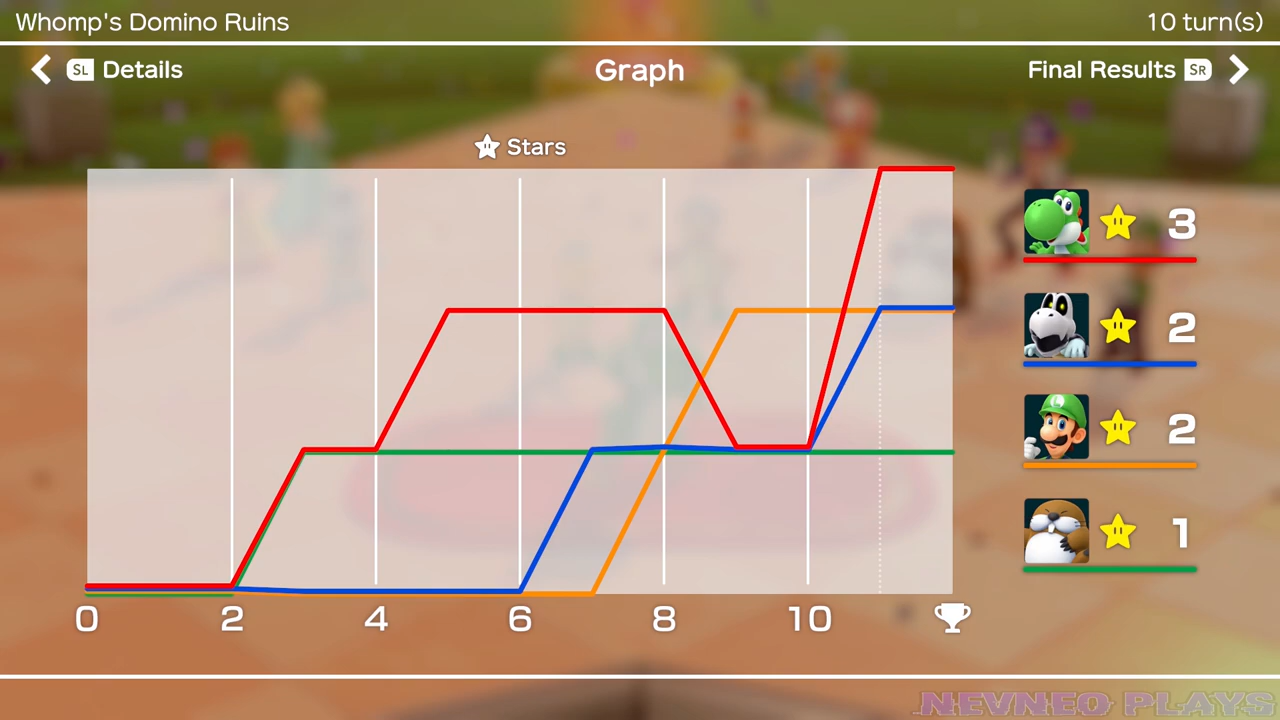 Whomp's Domino Ruins
10 turn(s)
SL Details
Graph
Final Results SR
Stars
3
2
2
1
0 2 4 6 8 10
NEVNEO PLAYS